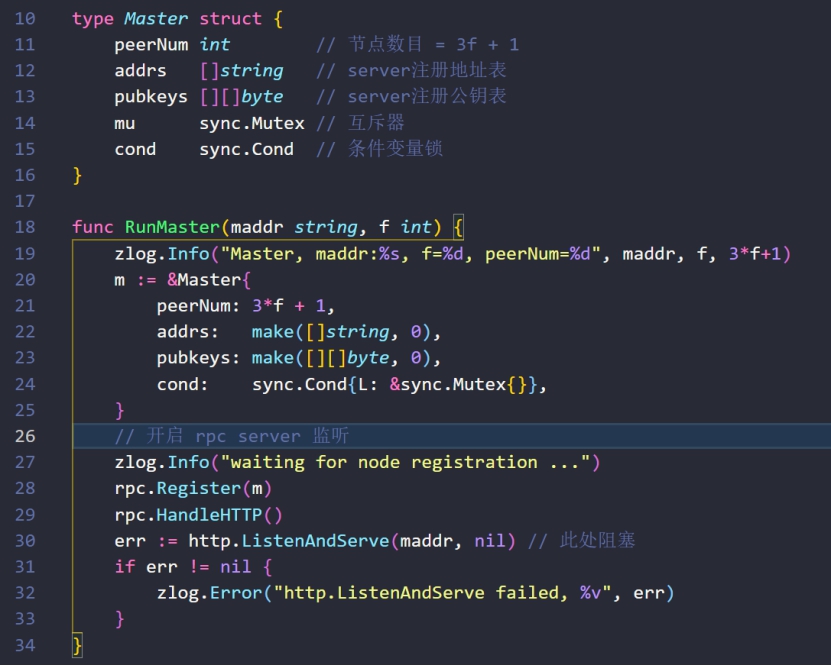 10 type Master struct {
11     peerNum int        // 节点数目 = 3f + 1
12     addrs   []string   // server注册地址表
13     pubkeys [][]byte   // server注册公钥表
14     mu      sync.Mutex // 互斥器
15     cond    sync.Cond  // 条件变量锁
16 }
17
18 func RunMaster(maddr string, f int) {
19     zlog.Info("Master, maddr:%s, f=%d, peerNum=%d", maddr, f, 3*f+1)
20     m := &Master{
21         peerNum: 3*f + 1,
22         addrs:   make([]string, 0),
23         pubkeys: make([][]byte, 0),
24         cond:    sync.Cond{L: &sync.Mutex{}},
25     }
26     // 开启 rpc server 监听
27     zlog.Info("waiting for node registration ...")
28     rpc.Register(m)
29     rpc.HandleHTTP()
30     err := http.ListenAndServe(maddr, nil) // 此处阻塞
31     if err != nil {
32         zlog.Error("http.ListenAndServe failed, %v", err)
33     }
34 }